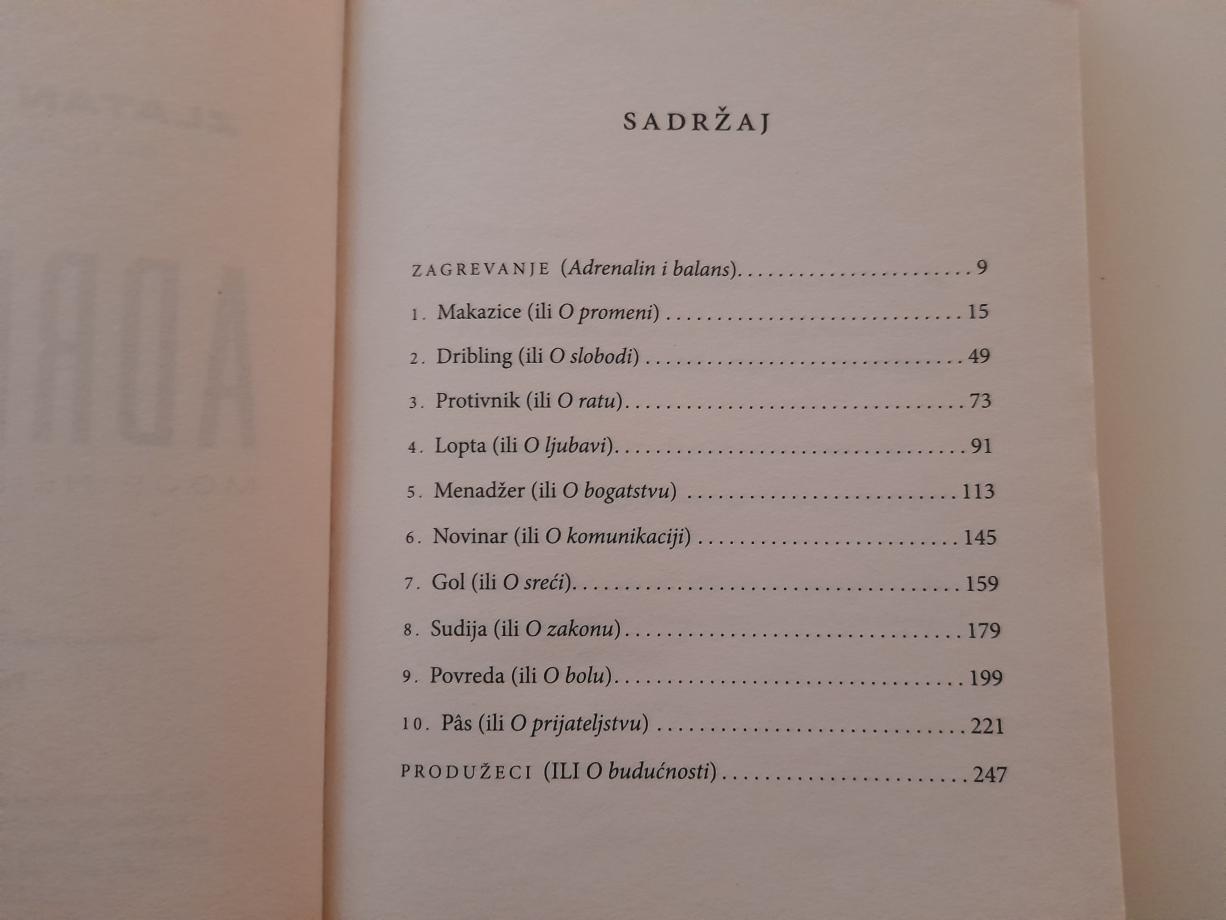 SADRŽAJ
ZAGREVANJE (Adrenalin i balans). . . . . . . . . . . . . . . . . . . . . . . 9
1. Makazice (ili O promeni) . . . . . . . . . . . . . . . . . . . . . . . . . . . . . 15
2. Dribling (ili O slobodi) . . . . . . . . . . . . . . . . . . . . . . . . . . . . . . . 49
3. Protivnik (ili O ratu). . . . . . . . . . . . . . . . . . . . . . . . . . . . . . . . . 73
4. Lopta (ili O ljubavi). . . . . . . . . . . . . . . . . . . . . . . . . . . . . . . . . . 91
5. Menadžer (ili O bogatstvu) . . . . . . . . . . . . . . . . . . . . . . . . . . . 113
6. Novinar (ili O komunikaciji) . . . . . . . . . . . . . . . . . . . . . . . . . . 145
7. Gol (ili O sreći). . . . . . . . . . . . . . . . . . . . . . . . . . . . . . . . . . . . . . 159
8. Sudija (ili O zakonu). . . . . . . . . . . . . . . . . . . . . . . . . . . . . . . . . 179
9. Povreda (ili O bolu). . . . . . . . . . . . . . . . . . . . . . . . . . . . . . . . . . 199
10. Pâs (ili O prijateljstvu) . . . . . . . . . . . . . . . . . . . . . . . . . . . . . . 221
PRODUŽECI (ILI O budućnosti) . . . . . . . . . . . . . . . . . . . . . . . . 247
ZLATAN
ADR